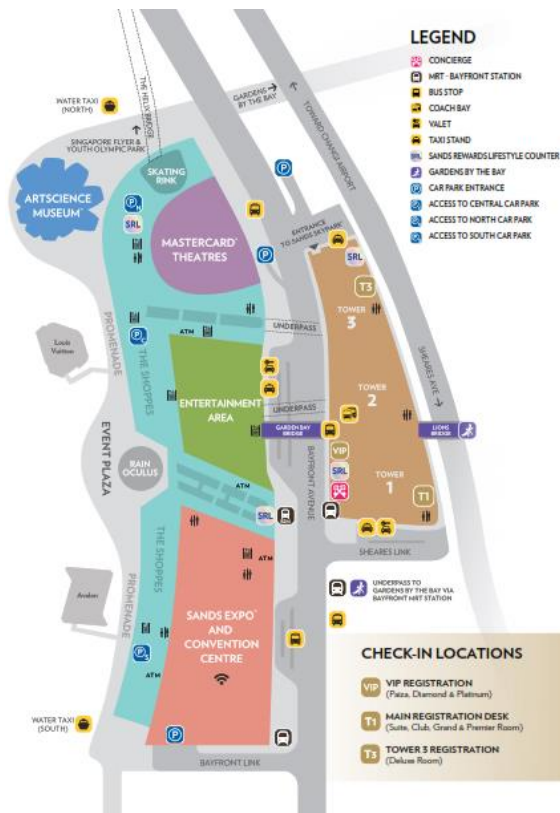 LEGEND
CONCIERGE
MRT - BAYFRONT STATION
BUS STOP
COACH BAY
VALET
TAXI STAND
SRL SANDS REWARDS LIFESTYLE COUNTER
GARDENS BY THE BAY
P CAR PARK ENTRANCE
ACCESS TO CENTRAL CAR PARK
ACCESS TO NORTH CAR PARK
ACCESS TO SOUTH CAR PARK
WATER TAXI
(NORTH)
THE HELIX BRIDGE
GARDENS
BY THE BAY
TOWARD CHANGI AIRPORT
SINGAPORE FLYER &
YOUTH OLYMPIC PARK
SKATING
RINK
ARTSCIENCE
MUSEUM™
P
P N
SRL
MASTERCARD®
THEATRES
P
ENTRANCE
TO SANDS SKYPARK®
SRL
T3
TOWER
3
PROMENADE
P C
ATM
UNDERPASS
Louis
Vuitton
THE SHOPPES
ENTERTAINMENT
AREA
UNDERPASS
TOWER
2
SHEARES AVE
EVENT PLAZA
GARDEN BAY
BRIDGE
LIONS
BRIDGE
RAIN
OCULUS
BAYFRONT AVENUE
VIP
SRL
TOWER
1
T1
ATM
SRL
THE SHOPPES
SHEARES LINK
ATM
PROMENADE
Avalon
UNDERPASS TO
GARDENS BY THE BAY VIA
BAYFRONT MRT STATION
SANDS EXPO®
AND
CONVENTION
CENTRE
P S
ATM
WATER TAXI
(SOUTH)
P
BAYFRONT LINK
CHECK-IN LOCATIONS
VIP VIP REGISTRATION
(Paiza, Diamond & Platinum)
T1 MAIN REGISTRATION DESK
(Suite, Club, Grand & Premier Room)
T3 TOWER 3 REGISTRATION
(Deluxe Room)